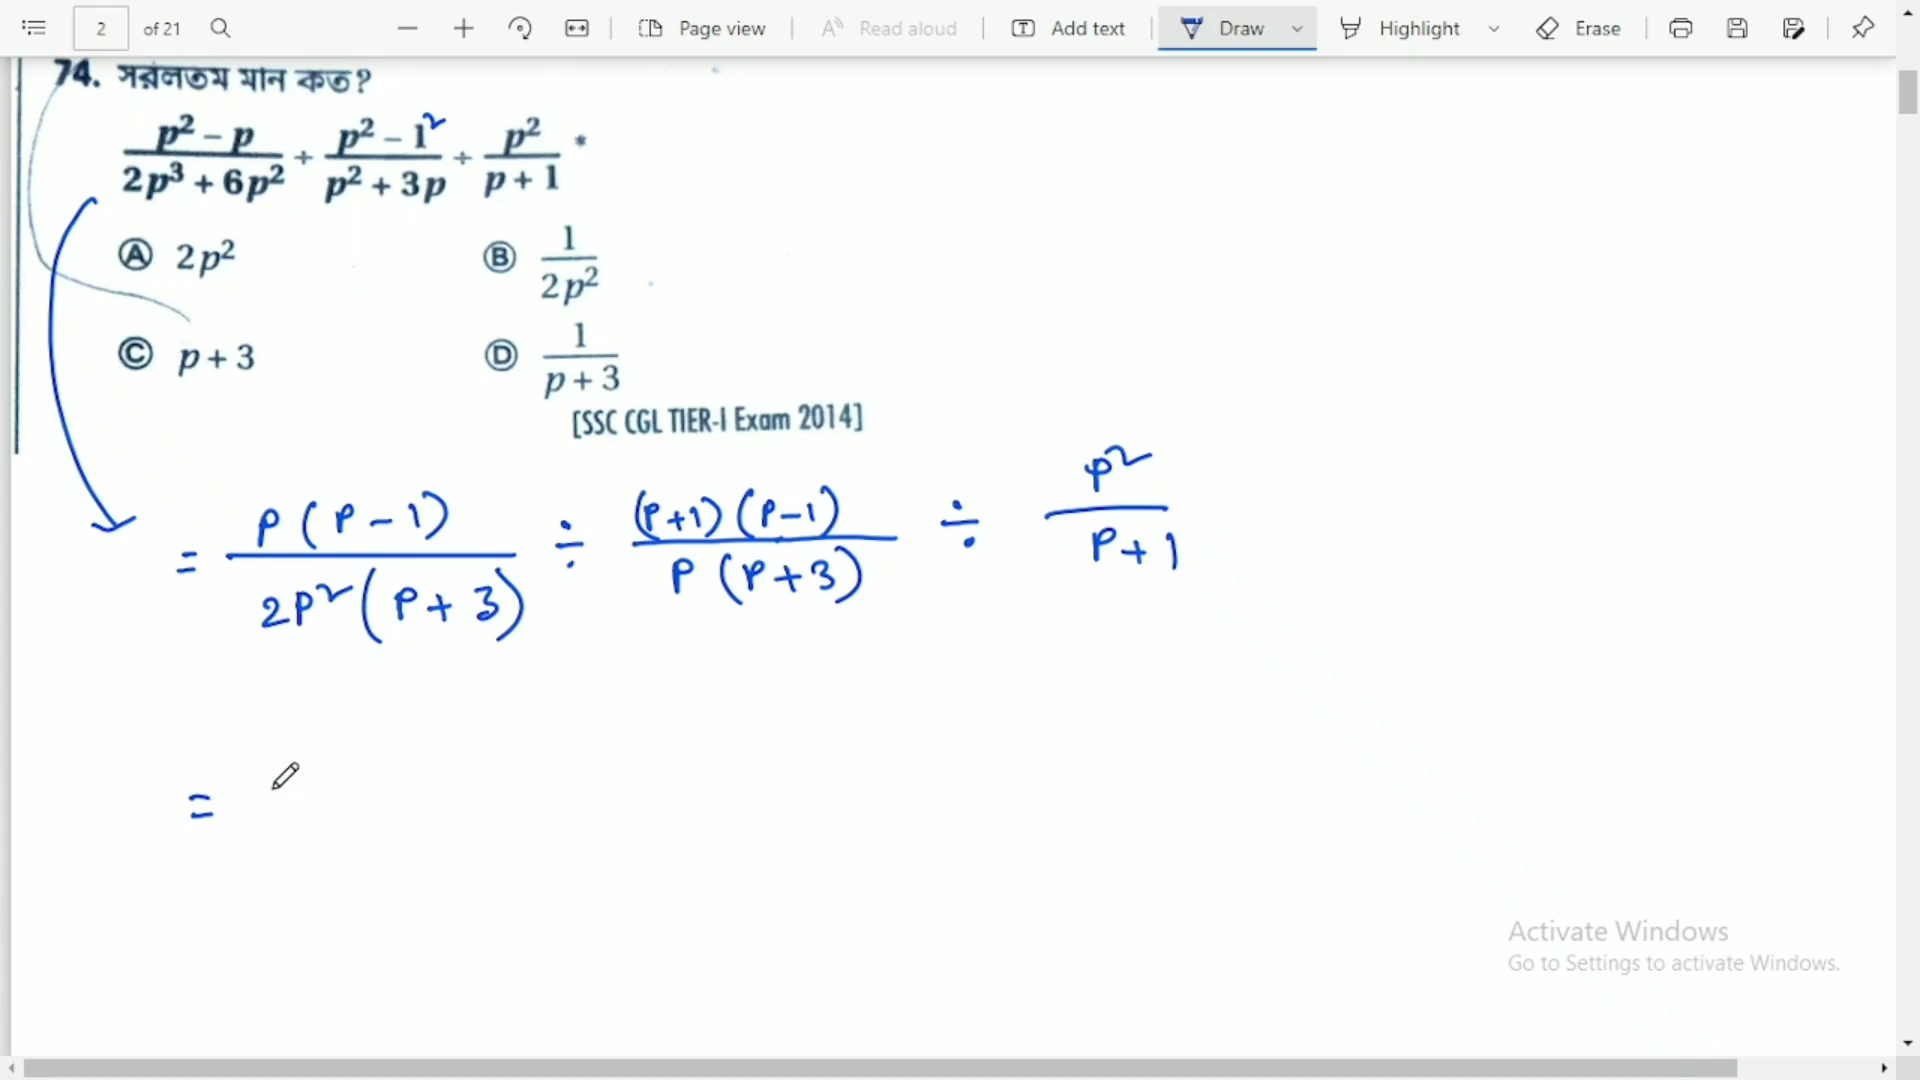 2 of 21 Page view Read aloud Add text Draw Highlight Erase
74. সরলতম মান কত?
p² – p / 2p³ + 6p² ÷ p² – 1² / p² + 3p ÷ p² / p + 1 *
Ⓐ 2p² Ⓑ 1 / 2p²
Ⓒ p + 3 Ⓓ 1 / p + 3
[SSC CGL TIER-I Exam 2014]
= P(P-1) / 2P²(P+3) ÷ (P+1)(P-1) / P(P+3) ÷ P² / P+1
=
Activate Windows
Go to Settings to activate Windows.